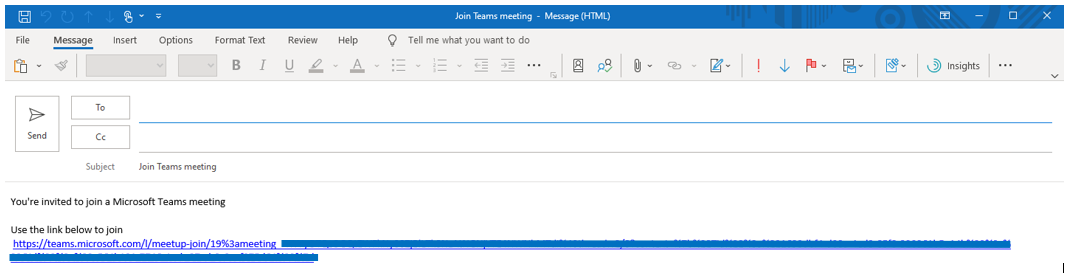 Join Teams meeting - Message (HTML)
File Message Insert Options Format Text Review Help Tell me what you want to do
B I U Insights
To
Send
Cc
Subject Join Teams meeting
You're invited to join a Microsoft Teams meeting
Use the link below to join
https://teams.microsoft.com/l/meetup-join/19%3ameeting_